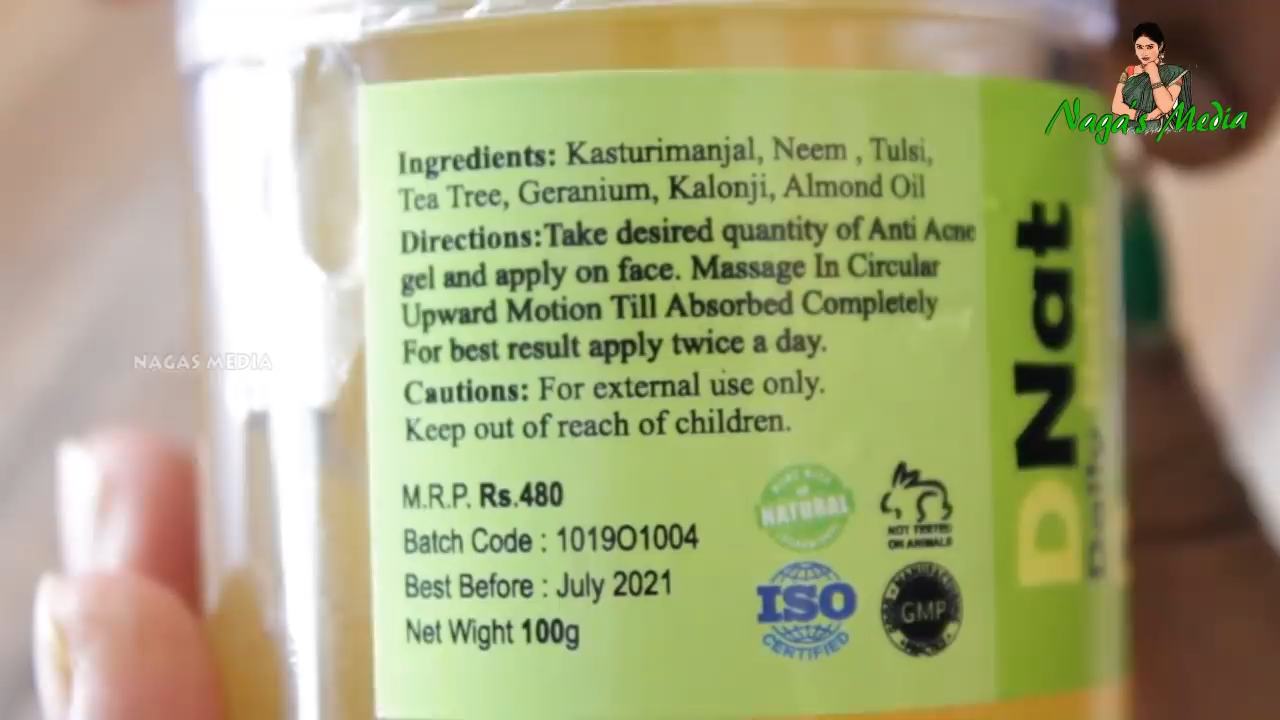 Naga's Media
Ingredients: Kasturimanjal, Neem , Tulsi,
Tea Tree, Geranium, Kalonji, Almond Oil
Directions:Take desired quantity of Anti Acne
gel and apply on face. Massage In Circular
Upward Motion Till Absorbed Completely
For best result apply twice a day.
Cautions: For external use only.
Keep out of reach of children.
M.R.P. Rs.480
Batch Code : 1019O1004
Best Before : July 2021
Net Wight 100g
NATURAL
NOT TESTED
ON ANIMALS
ISO
CERTIFIED
GMP
DNat
NAGAS MEDIA